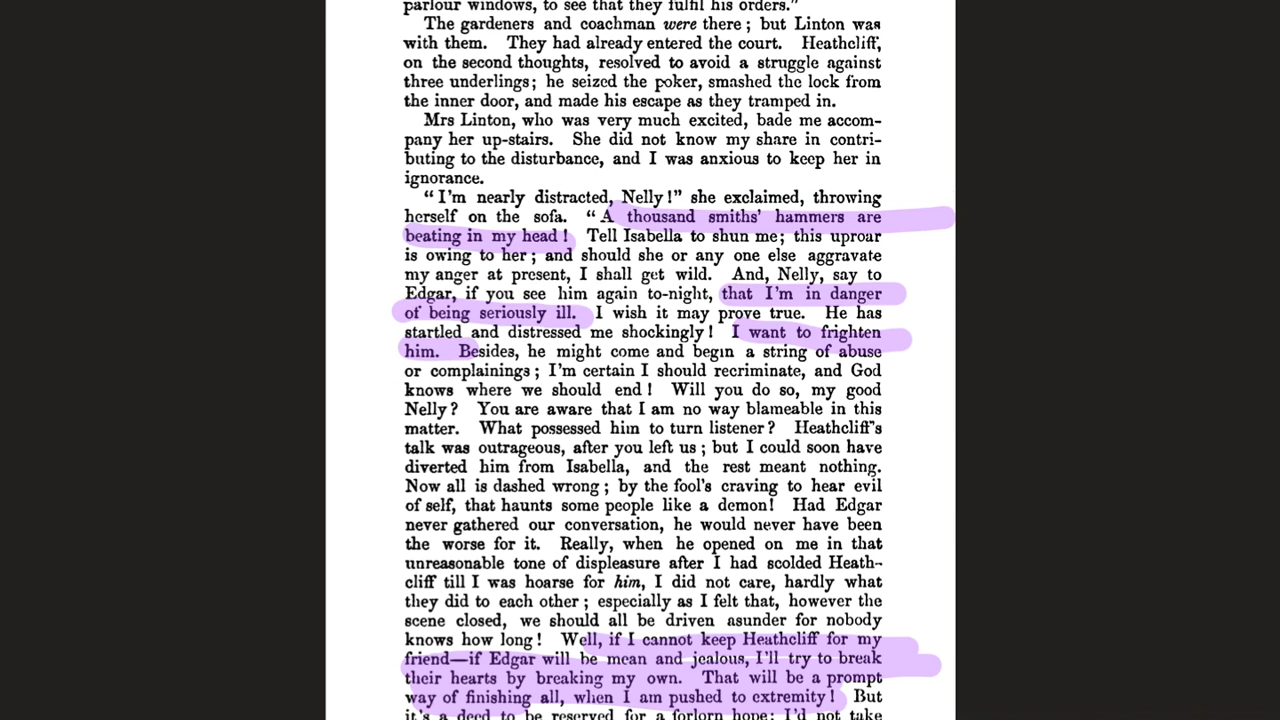 parlour windows, to see that they fulfil his orders."
The gardeners and coachman were there; but Linton was
with them. They had already entered the court. Heathcliff,
on the second thoughts, resolved to avoid a struggle against
three underlings; he seized the poker, smashed the lock from
the inner door, and made his escape as they tramped in.
Mrs Linton, who was very much excited, bade me accom-
pany her up-stairs. She did not know my share in contri-
buting to the disturbance, and I was anxious to keep her in
ignorance.
"I'm nearly distracted, Nelly!" she exclaimed, throwing
herself on the sofa. "A thousand smiths' hammers are
beating in my head! Tell Isabella to shun me; this uproar
is owing to her; and should she or any one else aggravate
my anger at present, I shall get wild. And, Nelly, say to
Edgar, if you see him again to-night, that I'm in danger
of being seriously ill. I wish it may prove true. He has
startled and distressed me shockingly! I want to frighten
him. Besides, he might come and begin a string of abuse
or complainings; I'm certain I should recriminate, and God
knows where we should end! Will you do so, my good
Nelly? You are aware that I am no way blameable in this
matter. What possessed him to turn listener? Heathcliff's
talk was outrageous, after you left us; but I could soon have
diverted him from Isabella, and the rest meant nothing.
Now all is dashed wrong; by the fool's craving to hear evil
of self, that haunts some people like a demon! Had Edgar
never gathered our conversation, he would never have been
the worse for it. Really, when he opened on me in that
unreasonable tone of displeasure after I had scolded Heath-
cliff till I was hoarse for him, I did not care, hardly what
they did to each other; especially as I felt that, however the
scene closed, we should all be driven asunder for nobody
knows how long! Well, if I cannot keep Heathcliff for my
friend—if Edgar will be mean and jealous, I'll try to break
their hearts by breaking my own. That will be a prompt
way of finishing all, when I am pushed to extremity! But
it's a deed to be reserved for a forlorn hope; I'd not take